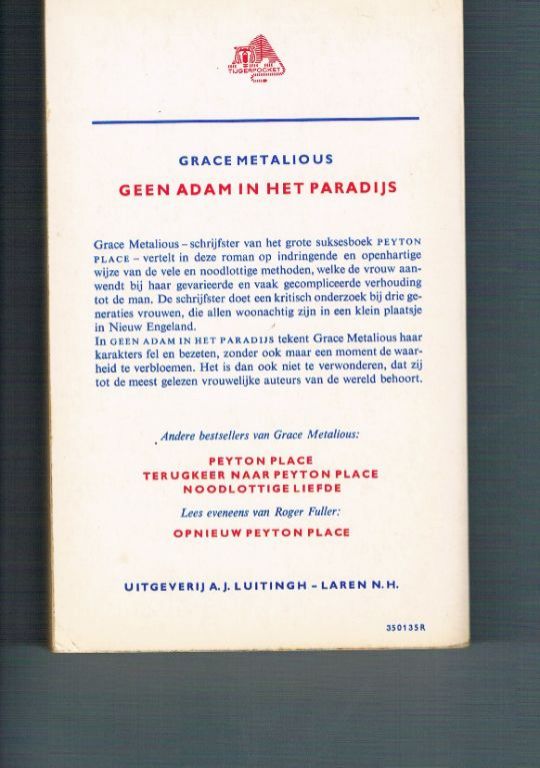 TIJGERPOCKET
GRACE METALIOUS
GEEN ADAM IN HET PARADIJS
Grace Metalious – schrijfster van het grote suksesboek PEYTON
PLACE – vertelt in deze roman op indringende en openhartige
wijze van de vele en noodlottige methoden, welke de vrouw aan-
wendt bij haar gevarieerde en vaak gecompliceerde verhouding
tot de man. De schrijfster doet een kritisch onderzoek bij drie ge-
neraties vrouwen, die allen woonachtig zijn in een klein plaatsje
in Nieuw Engeland.
In GEEN ADAM IN HET PARADIJS tekent Grace Metalious haar
karakters fel en bezeten, zonder ook maar een moment de waar-
heid te verbloemen. Het is dan ook niet te verwonderen, dat zij
tot de meest gelezen vrouwelijke auteurs van de wereld behoort.
Andere bestsellers van Grace Metalious:
PEYTON PLACE
TERUGKEER NAAR PEYTON PLACE
NOODLOTTIGE LIEFDE
Lees eveneens van Roger Fuller:
OPNIEUW PEYTON PLACE
UITGEVERIJ A.J. LUITINGH – LAREN N.H.
350135R